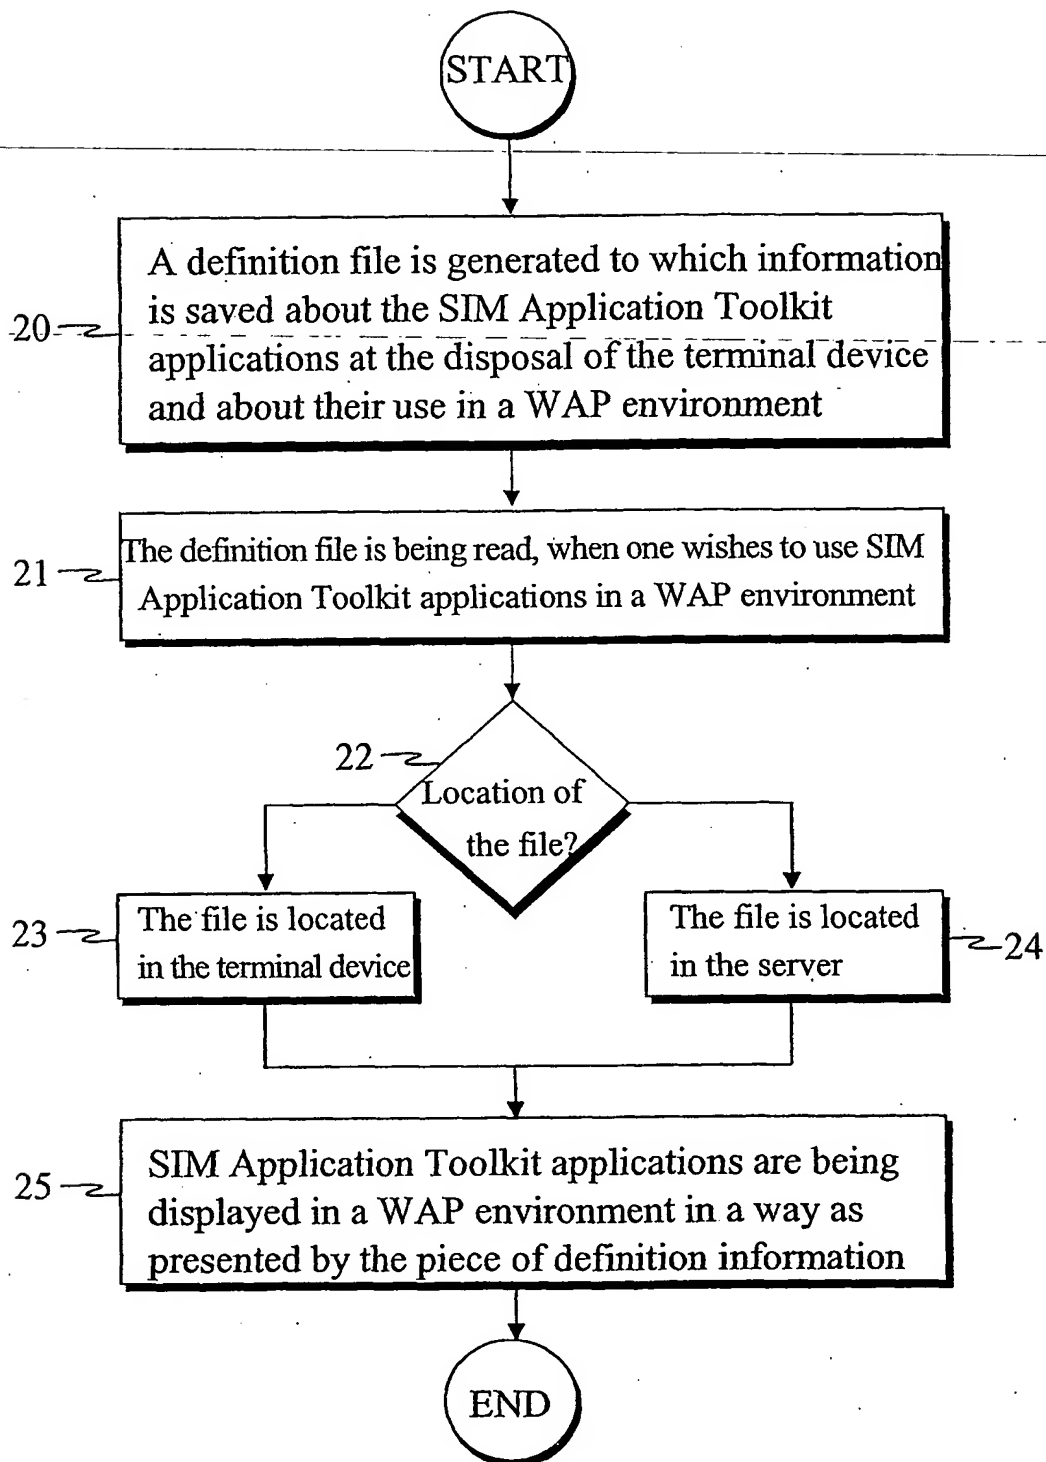 START
A definition file is generated to which information
is saved about the SIM Application Toolkit
20
applications at the disposal of the terminal device
and about their use in a WAP environment
The definition file is being read, when one wishes to use SIM
21
Application Toolkit applications in a WAP environment
22
Location of
the file?
23
The file is located
in the terminal device
The file is located
in the server
24
25
SIM Application Toolkit applications are being
displayed in a WAP environment in a way as
presented by the piece of definition information
END